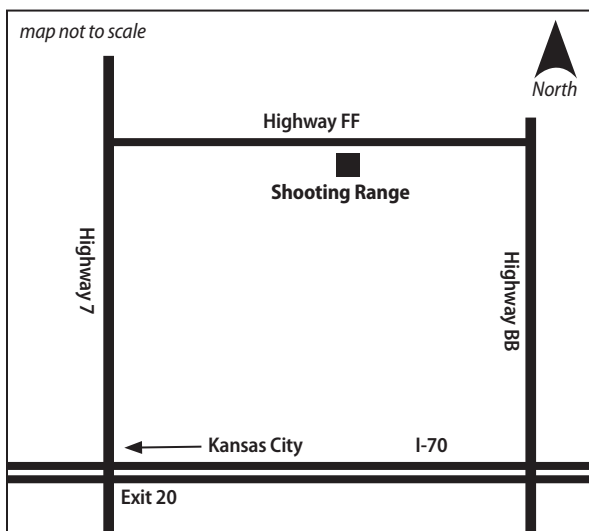 map not to scale
North
Highway FF
Shooting Range
Highway 7
Highway BB
Kansas City
I-70
Exit 20